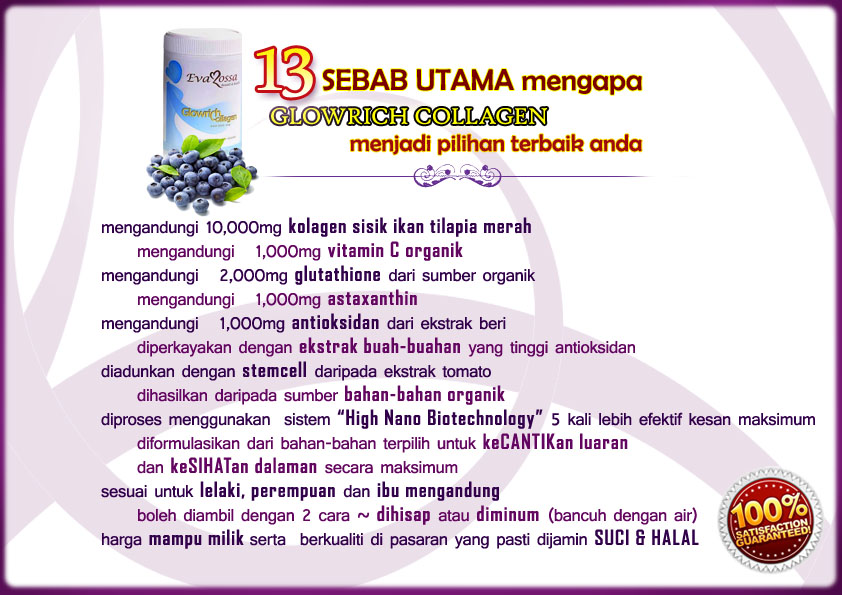 EvaRossa
Glowrich
Collagen
13 SEBAB UTAMA mengapa
GLOWRICH COLLAGEN
menjadi pilihan terbaik anda
mengandungi 10,000mg kolagen sisik ikan tilapia merah
mengandungi 1,000mg vitamin C organik
mengandungi 2,000mg glutathione dari sumber organik
mengandungi 1,000mg astaxanthin
mengandungi 1,000mg antioksidan dari ekstrak beri
diperkayakan dengan ekstrak buah-buahan yang tinggi antioksidan
diadunkan dengan stemcell daripada ekstrak tomato
dihasilkan daripada sumber bahan-bahan organik
diproses menggunakan sistem “High Nano Biotechnology” 5 kali lebih efektif kesan maksimum
diformulasikan dari bahan-bahan terpilih untuk keCANTIKan luaran
dan keSIHATan dalaman secara maksimum
sesuai untuk lelaki, perempuan dan ibu mengandung
boleh diambil dengan 2 cara ~ dihisap atau diminum (bancuh dengan air)
harga mampu milik serta berkualiti di pasaran yang pasti dijamin SUCI & HALAL
100%
SATISFACTION
GUARANTEED!